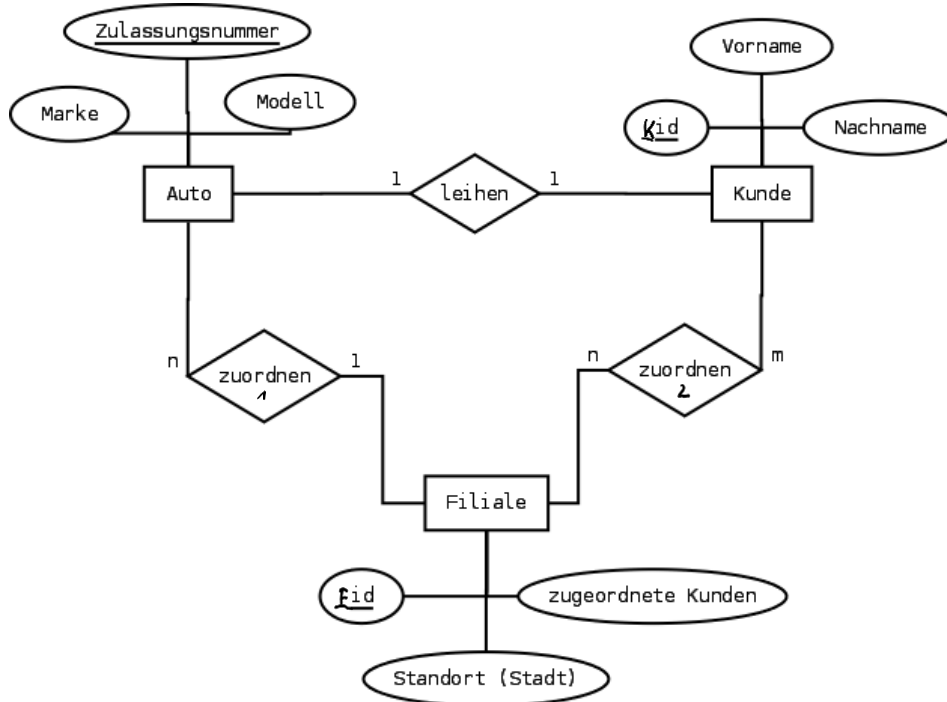 Zulassungsnummer
Marke
Modell
Vorname
Kid
Nachname
Auto
1
leihen
1
Kunde
n
zuordnen
1
1
n
zuordnen
2
m
Filiale
Fid
zugeordnete Kunden
Standort (Stadt)